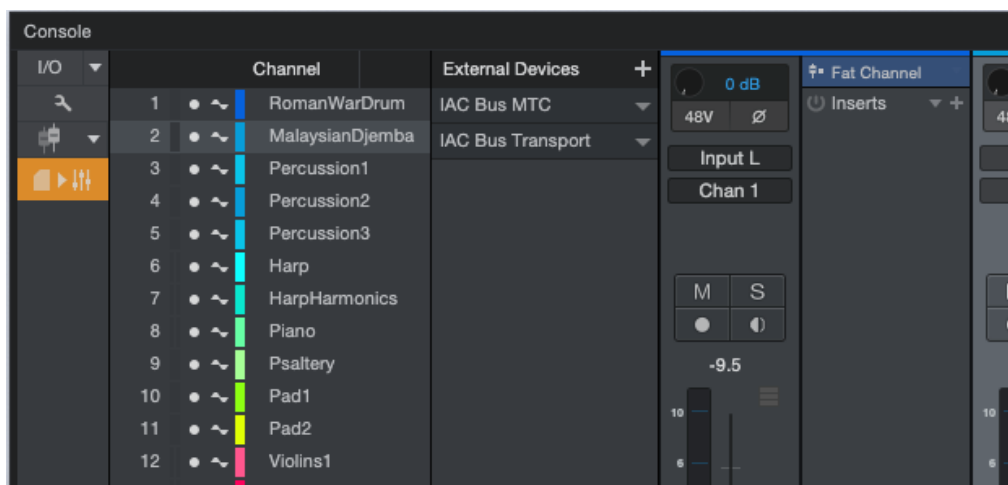 Console
I/O
Channel
External Devices
1 RomanWarDrum
2 MalaysianDjemba
3 Percussion1
4 Percussion2
5 Percussion3
6 Harp
7 HarpHarmonics
8 Piano
9 Psaltery
10 Pad1
11 Pad2
12 Violins1
IAC Bus MTC
IAC Bus Transport
0 dB
48V Ø
Input L
Chan 1
M S
-9.5
10
6
Fat Channel
Inserts
10
6